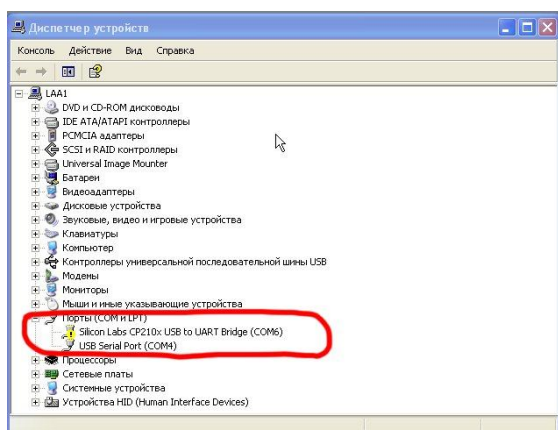 Диспетчер устройств
Консоль Действие Вид Справка
LAA1
DVD и CD-ROM дисководы
IDE ATA/ATAPI контроллеры
PCMCIA адаптеры
SCSI и RAID контроллеры
Universal Image Mounter
Батареи
Видеоадаптеры
Дисковые устройства
Звуковые, видео и игровые устройства
Клавиатуры
Компьютер
Контроллеры универсальной последовательной шины USB
Модемы
Мониторы
Мыши и иные указывающие устройства
Порты (COM и LPT)
Silicon Labs CP210x USB to UART Bridge (COM6)
USB Serial Port (COM4)
Процессоры
Сетевые платы
Системные устройства
Устройства HID (Human Interface Devices)